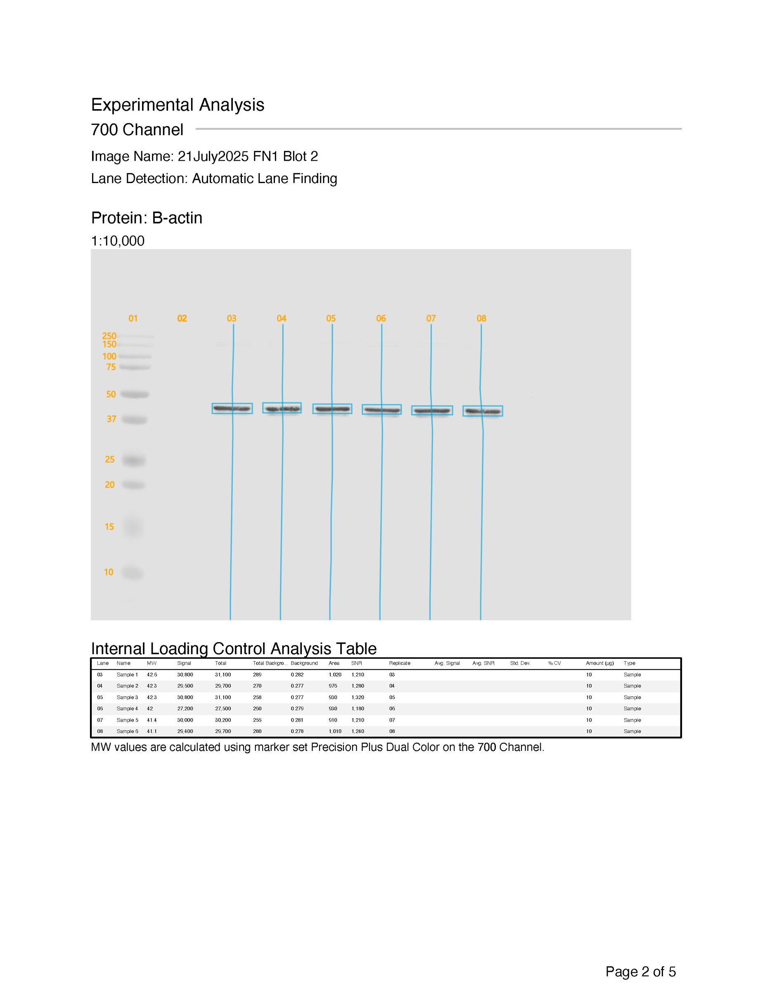 Experimental Analysis
700 Channel
Image Name: 21July2025 FN1 Blot 2
Lane Detection: Automatic Lane Finding
Protein: B-actin
1:10,000
01 02 03 04 05 06 07 08
250
150
100
75
50
37
25
20
15
10
Internal Loading Control Analysis Table
Lane Name MW Signal Total Total Backgro... Background Area SNR Replicate Avg. Signal Avg. SNR Std. Dev. % CV Amount (µg) Type
03 Sample 1 42.6 30,800 31,100 289 0.282 1,020 1,210 03 10 Sample
04 Sample 2 42.3 29,500 29,700 270 0.277 976 1,280 04 10 Sample
05 Sample 3 42.3 30,800 31,100 258 0.277 930 1,320 05 10 Sample
06 Sample 4 42 27,200 27,500 260 0.279 930 1,180 06 10 Sample
07 Sample 5 41.4 30,000 30,200 256 0.281 910 1,210 07 10 Sample
08 Sample 6 41.1 29,400 29,700 280 0.278 1,010 1,240 08 10 Sample
MW values are calculated using marker set Precision Plus Dual Color on the 700 Channel.
Page 2 of 5